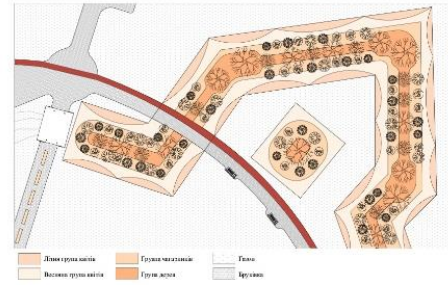 Літня група квітів
Група чагарників
Газон
Весняна група квітів
Група дерев
Бруківка